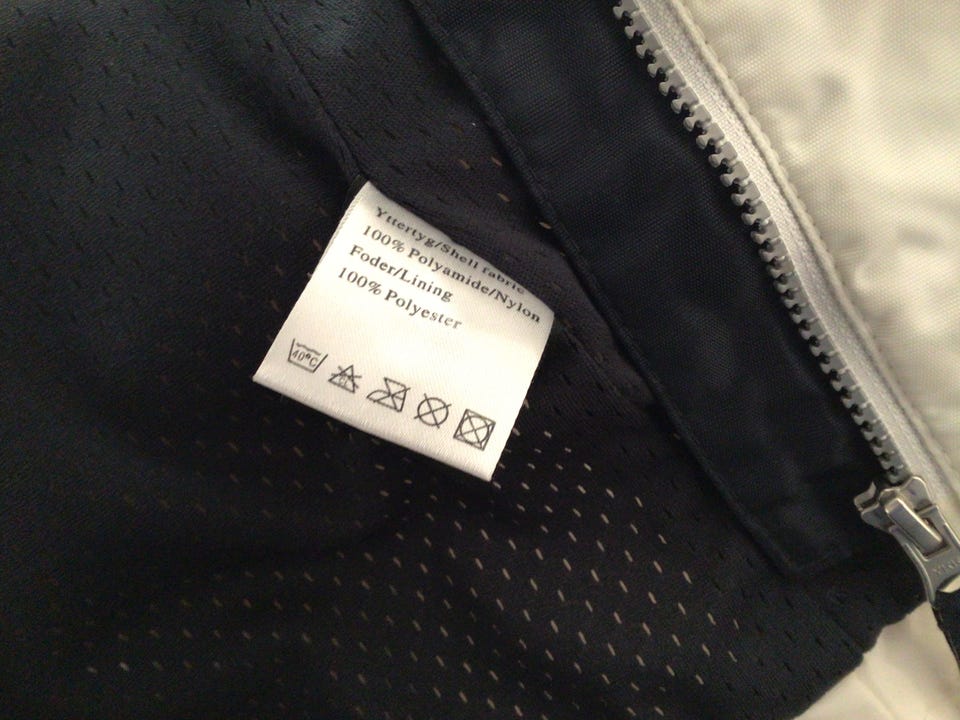 Yttertyg/Shell fabric
100% Polyamide/Nylon
Foder/Lining
100% Polyester
40°C